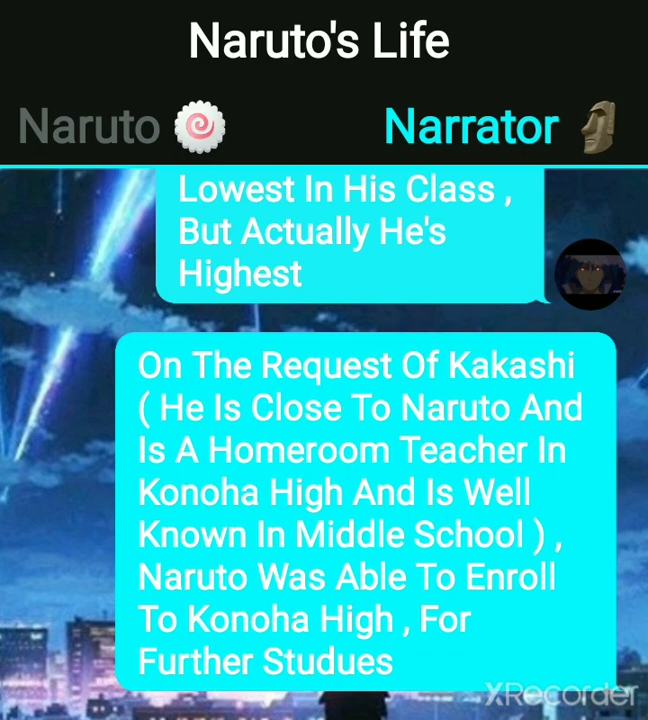 Naruto's Life
Naruto 🍥
Narrator 🗿
Lowest In His Class ,
But Actually He's
Highest
On The Request Of Kakashi
( He Is Close To Naruto And
Is A Homeroom Teacher In
Konoha High And Is Well
Known In Middle School ) ,
Naruto Was Able To Enroll
To Konoha High , For
Further Studues
XRecorder